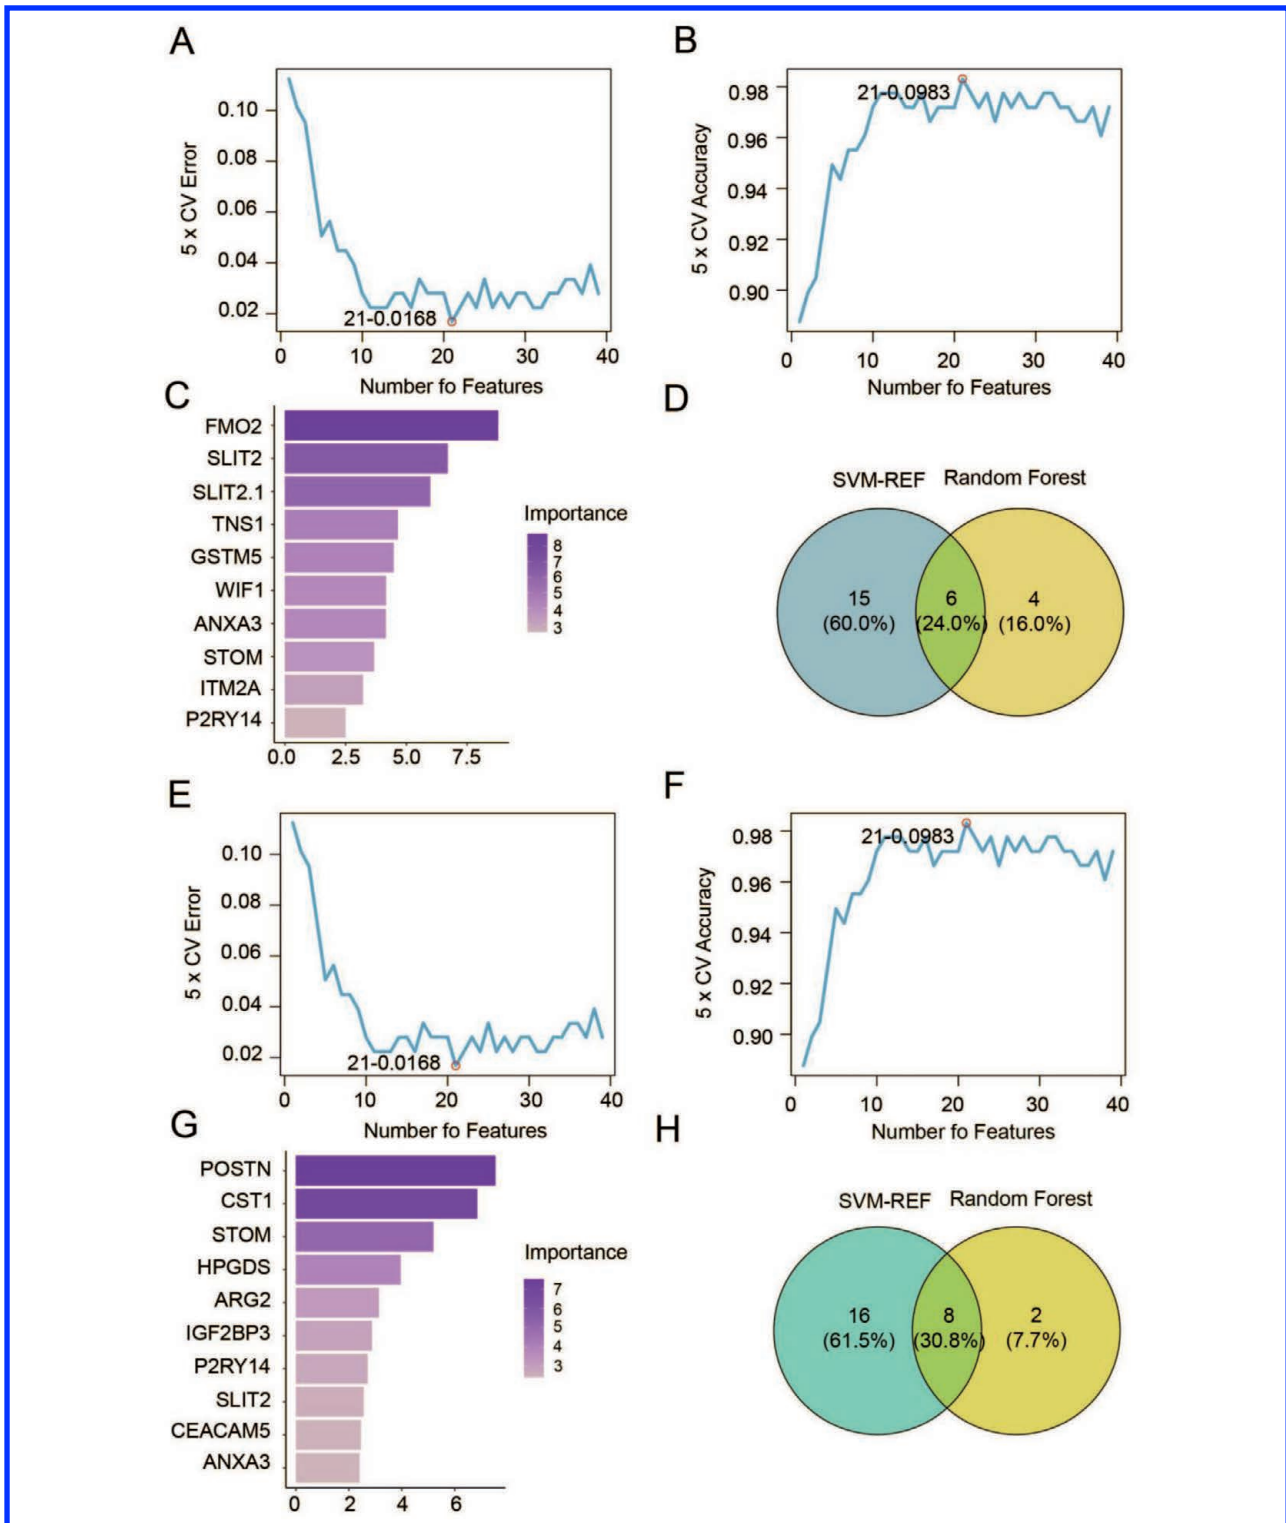 A
0.10
0.08
0.06
0.04
0.02
5 x CV Error
21-0.0168
0 10 20 30 40
Number fo Features
B
0.98
0.96
0.94
0.92
0.90
5 x CV Accuracy
21-0.0983
0 10 20 30 40
Number fo Features
C
FMO2
SLIT2
SLIT2.1
TNS1
GSTM5
WIF1
ANXA3
STOM
ITM2A
P2RY14
0.0 2.5 5.0 7.5
Importance
8
7
6
5
4
3
D
SVM-REF Random Forest
15 6 4
(60.0%) (24.0%) (16.0%)
E
0.10
0.08
0.06
0.04
0.02
5 x CV Error
21-0.0168
0 10 20 30 40
Number fo Features
F
0.98
0.96
0.94
0.92
0.90
5 x CV Accuracy
21-0.0983
0 10 20 30 40
Number fo Features
G
POSTN
CST1
STOM
HPGDS
ARG2
IGF2BP3
P2RY14
SLIT2
CEACAM5
ANXA3
0 2 4 6
Importance
7
6
5
4
3
H
SVM-REF Random Forest
16 8 2
(61.5%) (30.8%) (7.7%)